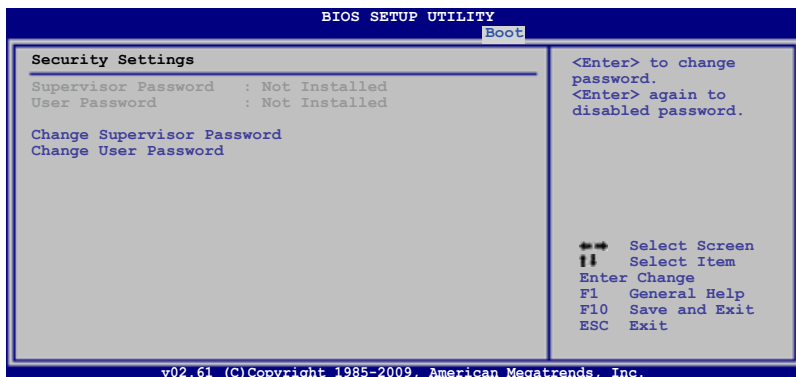 BIOS SETUP UTILITY
Boot
Security Settings
Supervisor Password : Not Installed
User Password : Not Installed
Change Supervisor Password
Change User Password
<Enter> to change
password.
<Enter> again to
disabled password.
←→ Select Screen
↑↓ Select Item
Enter Change
F1 General Help
F10 Save and Exit
ESC Exit
v02.61 (C)Copyright 1985-2009, American Megatrends, Inc.